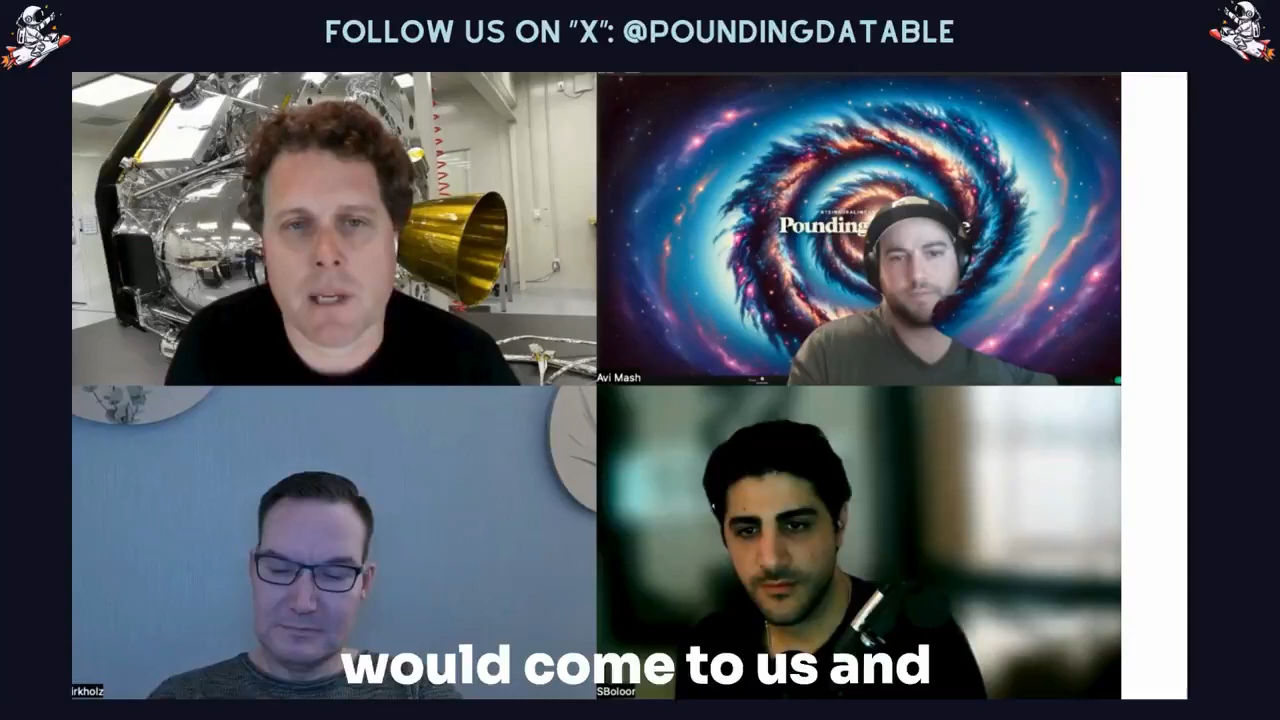 FOLLOW US ON "X": @POUNDINGDATABLE
Pounding
Avi Mash
would come to us and
irkholz
SBoloor